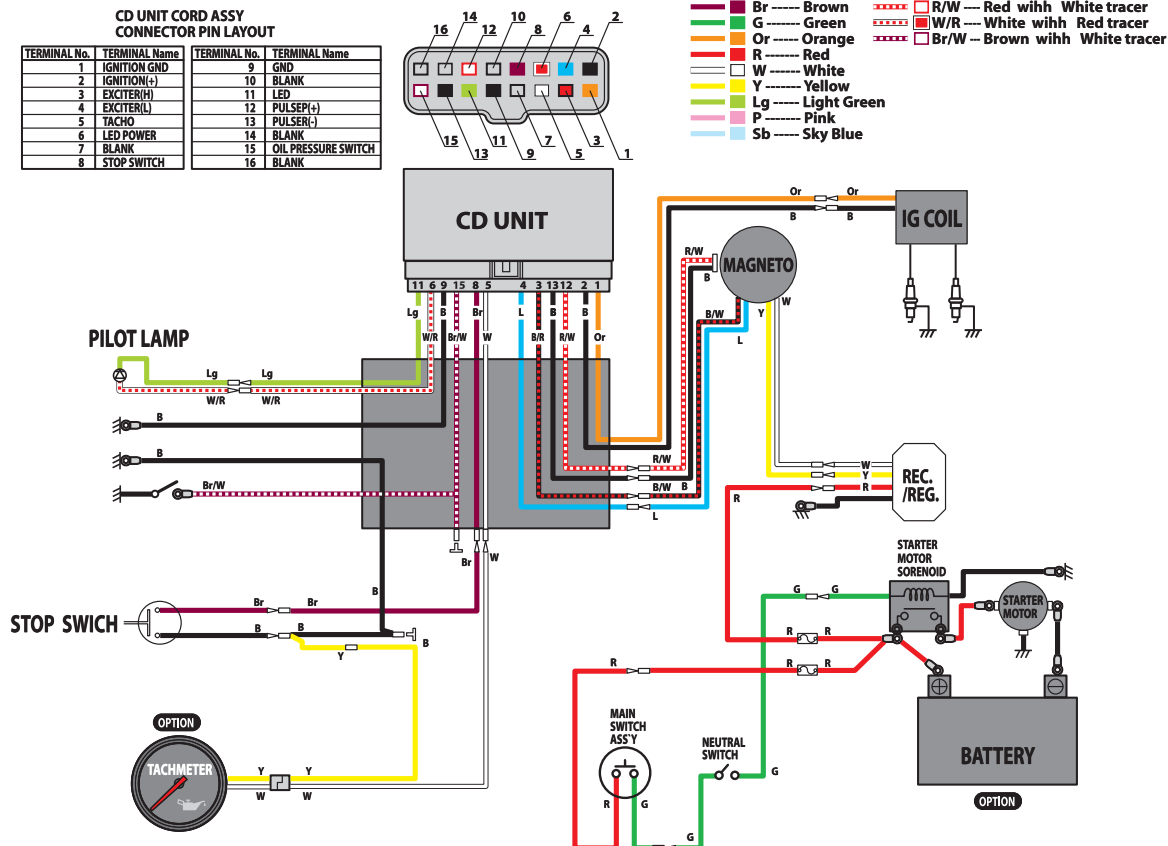 CD UNIT CORD ASSY
CONNECTOR PIN LAYOUT
TERMINAL No. TERMINAL Name TERMINAL No. TERMINAL Name
1 IGNITION GND 9 GND
2 IGNITION(+) 10 BLANK
3 EXCITER(H) 11 LED
4 EXCITER(L) 12 PULSEP(+)
5 TACHO 13 PULSER(-)
6 LED POWER 14 BLANK
7 BLANK 15 OIL PRESSURE SWITCH
8 STOP SWITCH 16 BLANK
16 14 12 10 8 6 4 2
15 13 11 9 7 5 3 1
Br ------ Brown
G ------- Green
Or ----- Orange
R ------- Red
W ------- White
Y ------- Yellow
Lg ----- Light Green
P ------- Pink
Sb ----- Sky Blue
R/W ---- Red wihh White tracer
W/R ---- White wihh Red tracer
Br/W --- Brown wihh White tracer
CD UNIT
11 6 9 15 8 5 4 3 13 12 2 1
Lg W/R B Br/W Br W L B/R B R/W B Or
Or Or
B B
IG COIL
R/W
B
MAGNETO
B/W
L
Y
W
PILOT LAMP
Lg Lg
W/R W/R
B
B
Br/W
R/W
B
B/W
L
W
Y
R
R
REC.
/REG.
Br W
B
STOP SWICH
Br Br
B B
B
Y
STARTER
MOTOR
SORENOID
G G
STARTER
MOTOR
R R
R R
R
OPTION
TACHMETER
Y Y
W W
MAIN
SWITCH
ASS`Y
R G
NEUTRAL
SWITCH
G
G
BATTERY
OPTION